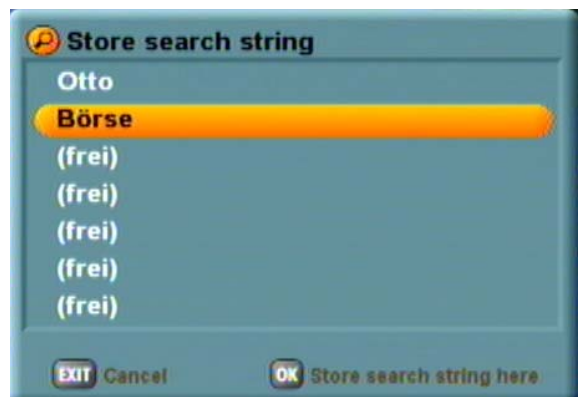 Store search string
Otto
Börse
(frei)
(frei)
(frei)
(frei)
(frei)
EXIT Cancel OK Store search string here